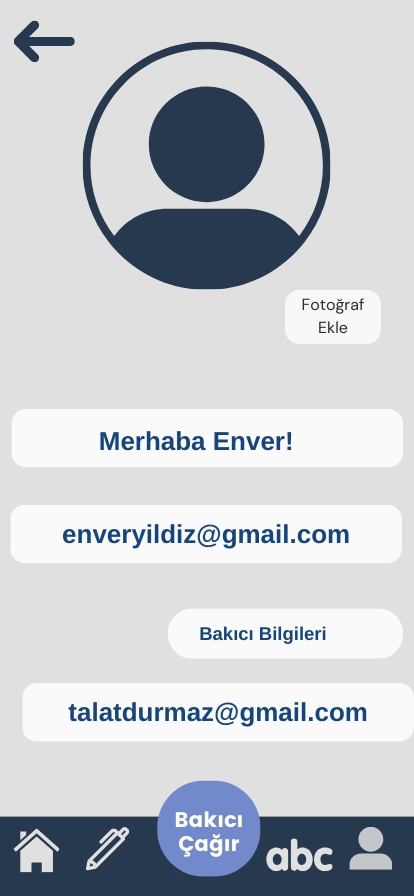 Fotoğraf
Ekle
Merhaba Enver!
enveryildiz@gmail.com
Bakıcı Bilgileri
talatdurmaz@gmail.com
Bakıcı
Çağır
abc